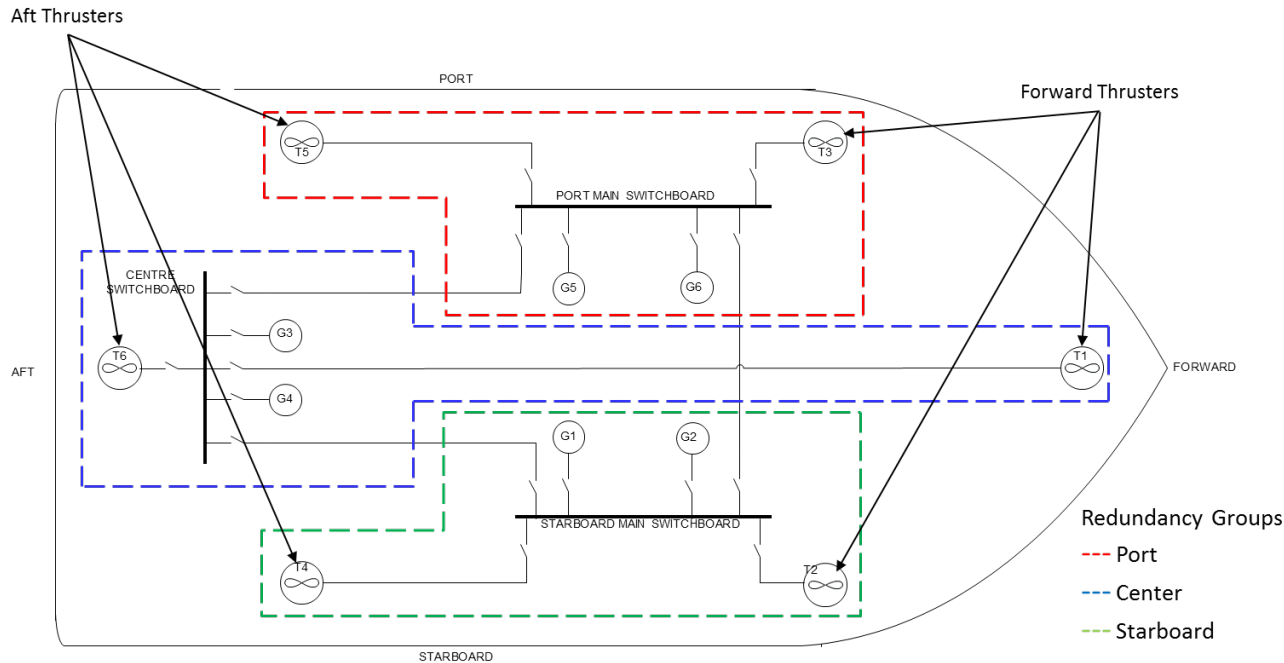 Aft Thrusters
PORT
Forward Thrusters
T5
T3
PORT MAIN SWITCHBOARD
CENTRE
SWITCHBOARD
G5
G6
G3
T6
T1
AFT
FORWARD
G4
G1
G2
STARBOARD MAIN SWITCHBOARD
Redundancy Groups
T4
T2
Port
Center
Starboard
STARBOARD